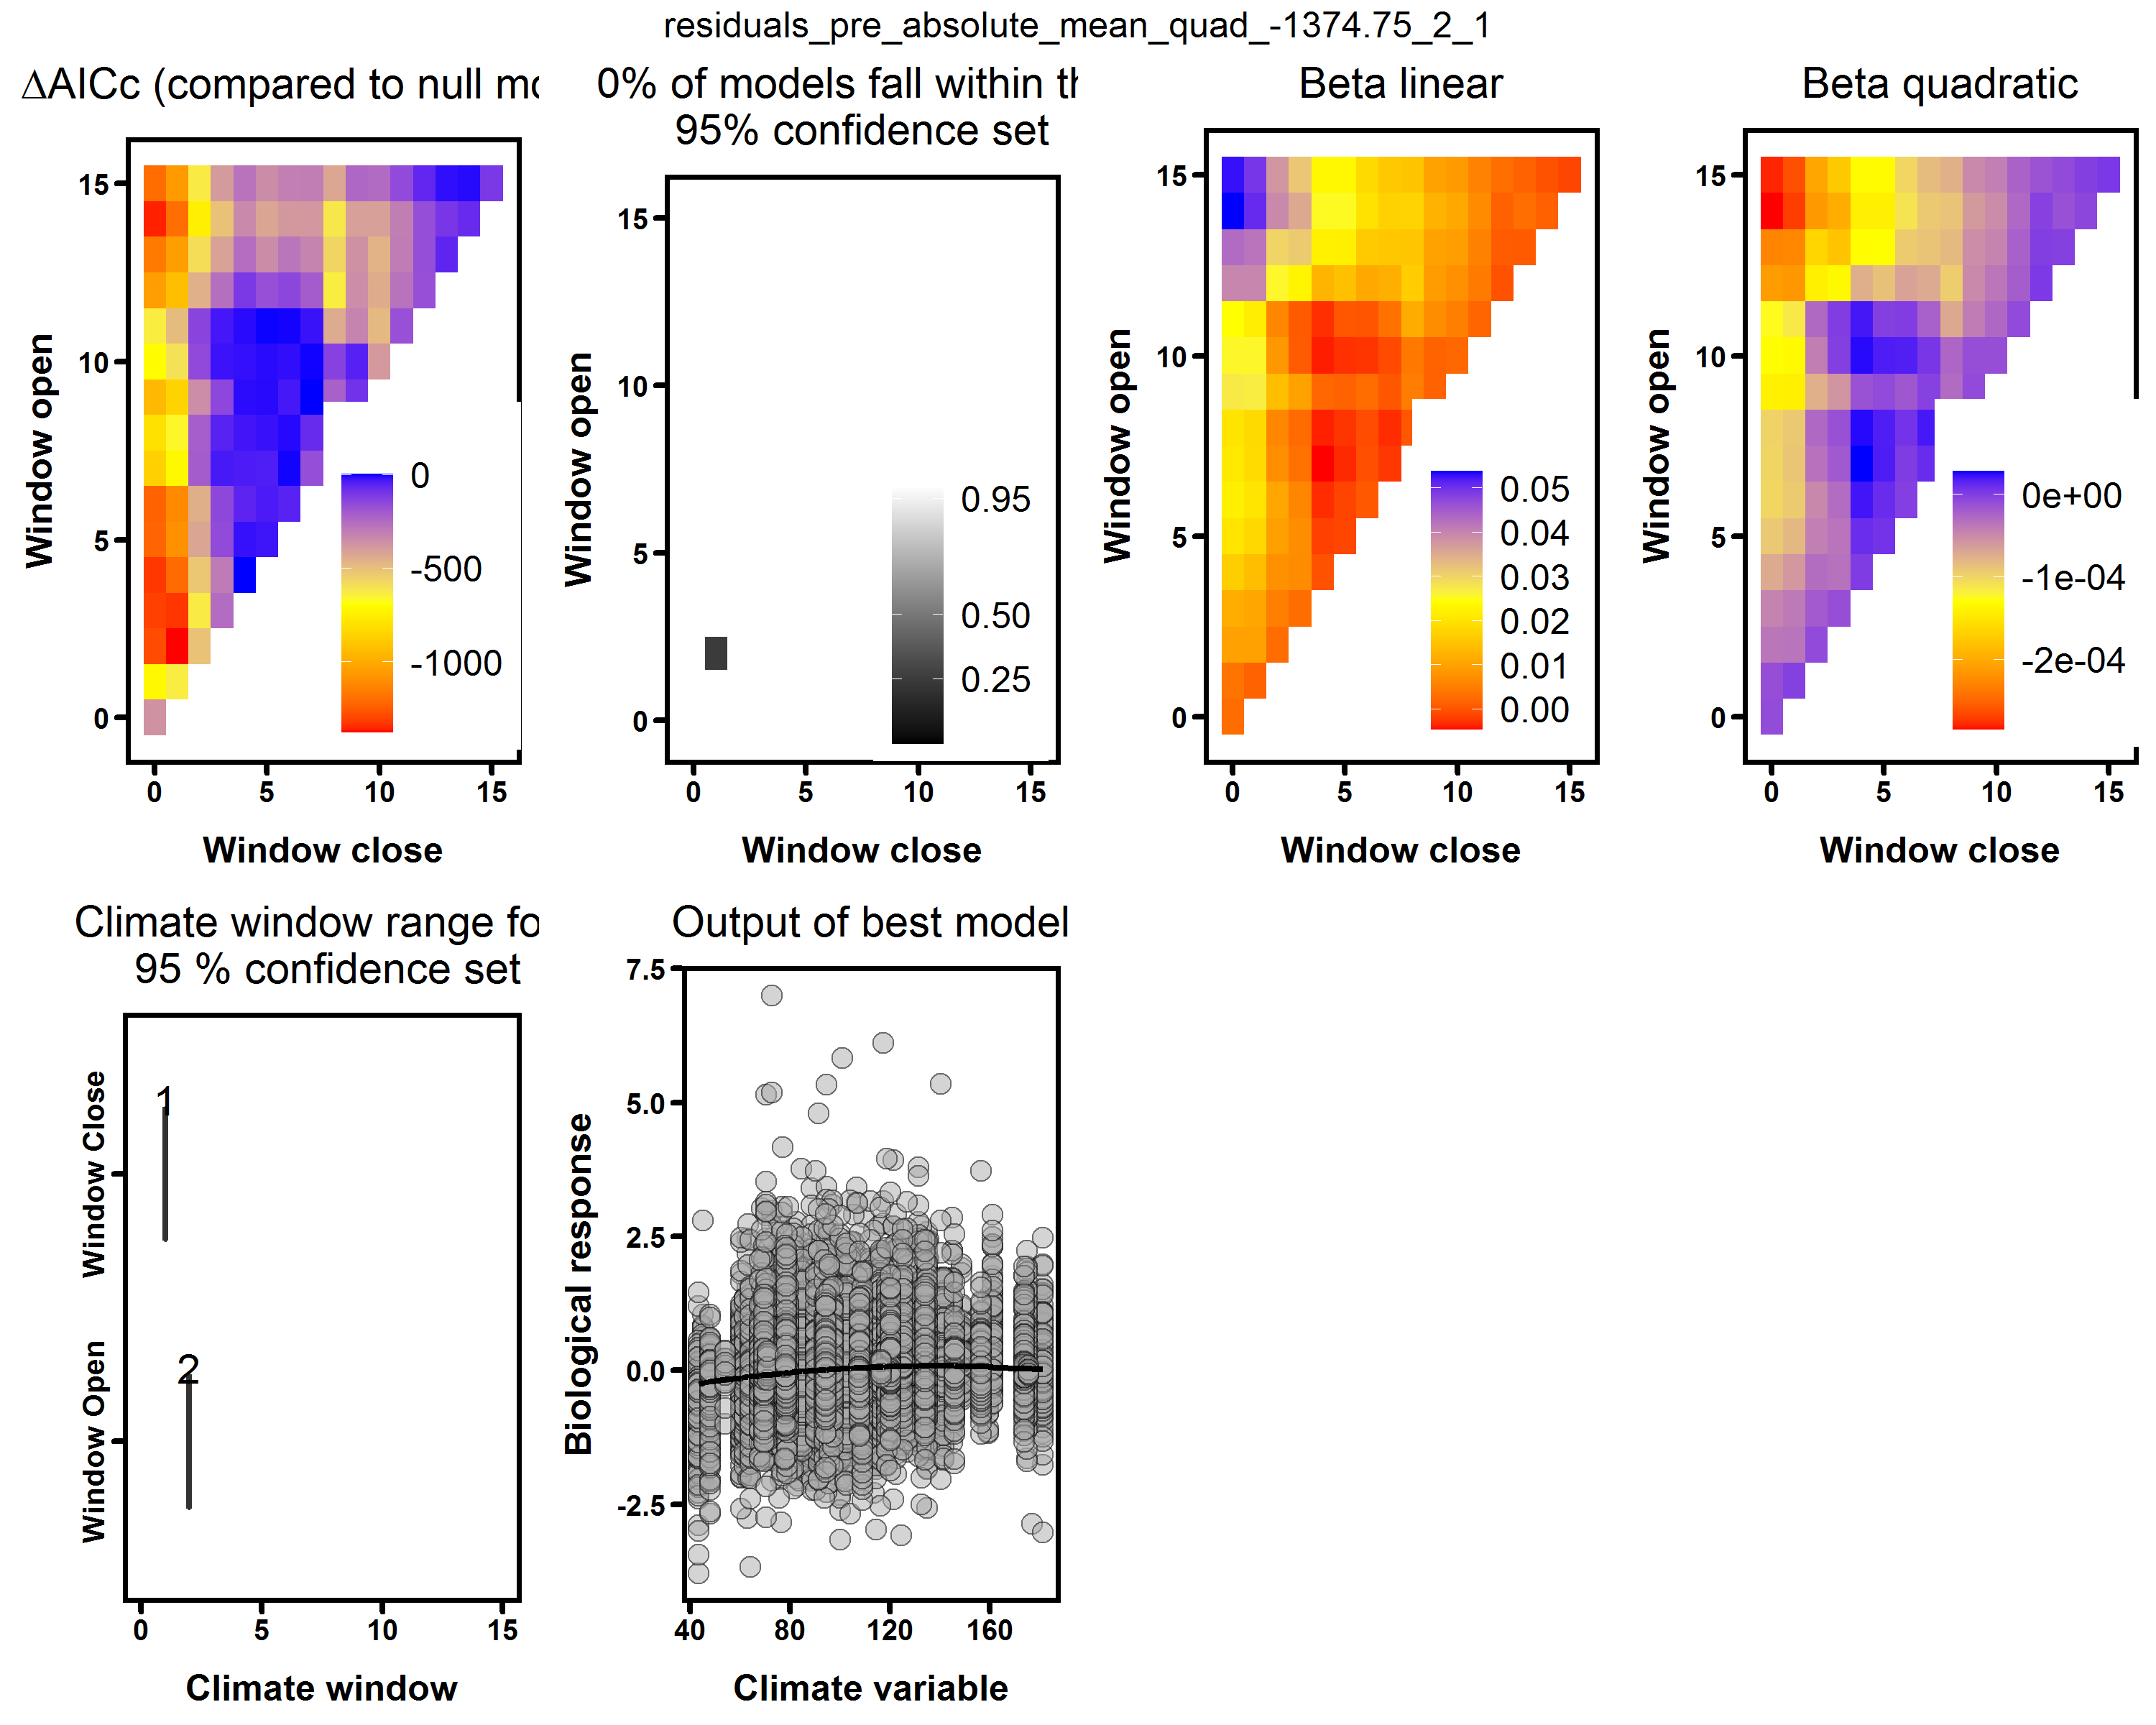 residuals_pre_absolute_mean_quad_-1374.75_2_1
ΔAICc (compared to null mo
Window open
15
10
5
0
0
-500
-1000
0 5 10 15
Window close
0% of models fall within th
95% confidence set
Window open
15
10
5
0
0.95
0.50
0.25
0 5 10 15
Window close
Beta linear
Window open
15
10
5
0
0.05
0.04
0.03
0.02
0.01
0.00
0 5 10 15
Window close
Beta quadratic
Window open
15
10
5
0
0e+00
-1e-04
-2e-04
0 5 10 15
Window close
Climate window range fo
95 % confidence set
Window Close
1
Window Open
2
0 5 10 15
Climate window
Output of best model
Biological response
7.5
5.0
2.5
0.0
-2.5
40 80 120 160
Climate variable